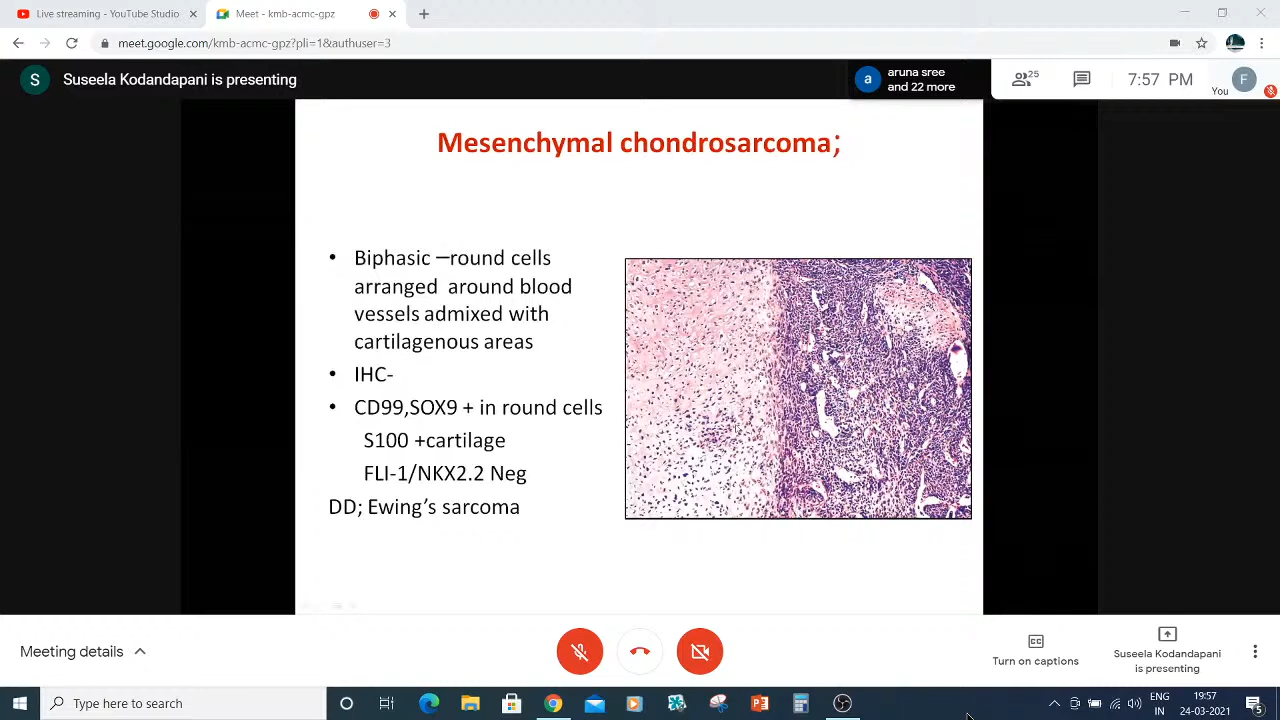 Live streaming - YouTube Studio
Meet - kmb-acmc-gpz
meet.google.com/kmb-acmc-gpz?pli=1&authuser=3
S
Suseela Kodandapani is presenting
a
aruna sree
and 22 more
25
7:57 PM
You
F
Mesenchymal chondrosarcoma;
• Biphasic –round cells
arranged around blood
vessels admixed with
cartilagenous areas
• IHC-
• CD99,SOX9 + in round cells
S100 +cartilage
FLI-1/NKX2.2 Neg
DD; Ewing's sarcoma
Meeting details
CC
Turn on captions
Suseela Kodandapani
is presenting
Type here to search
ENG
IN
19:57
24-03-2021
5